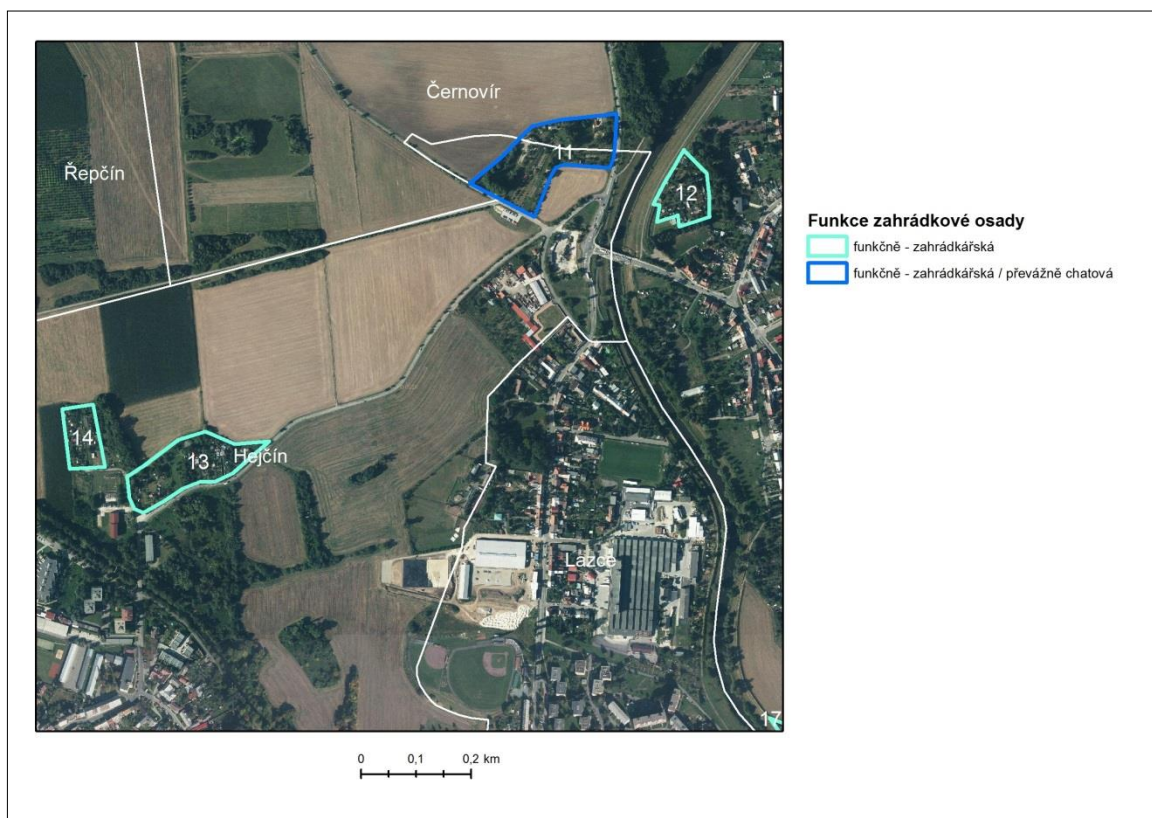 Černovír
11
Řepčín
12
Funkce zahrádkové osady
funkčně - zahrádkářská
funkčně - zahrádkářská / převážně chatová
14
13
Hejčín
Lazce
17
0 0,1 0,2 km